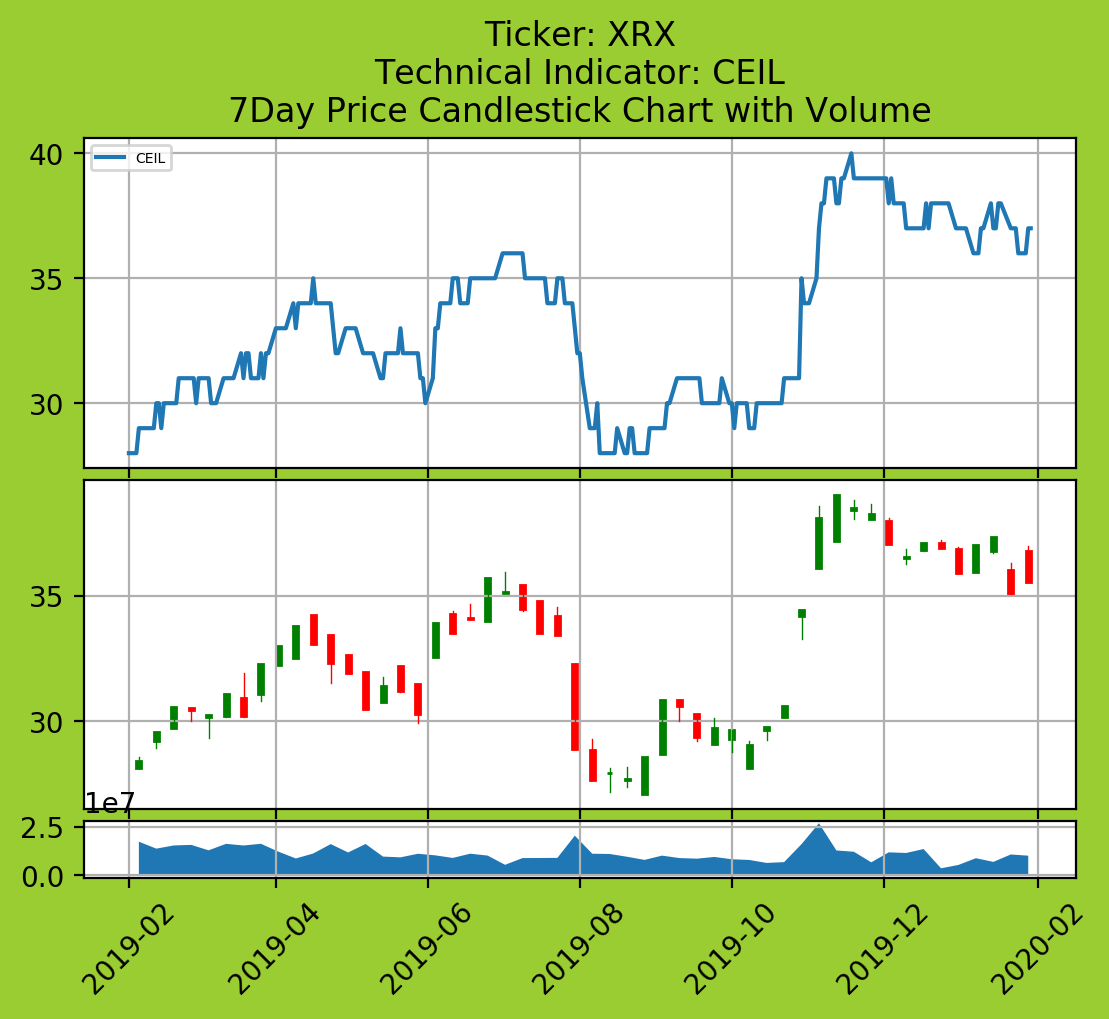 Ticker: XRX
Technical Indicator: CEIL
7Day Price Candlestick Chart with Volume
CEIL
40
35
30
35
30
1e7
2.5
0.0
2019-02
2019-04
2019-06
2019-08
2019-10
2019-12
2020-02